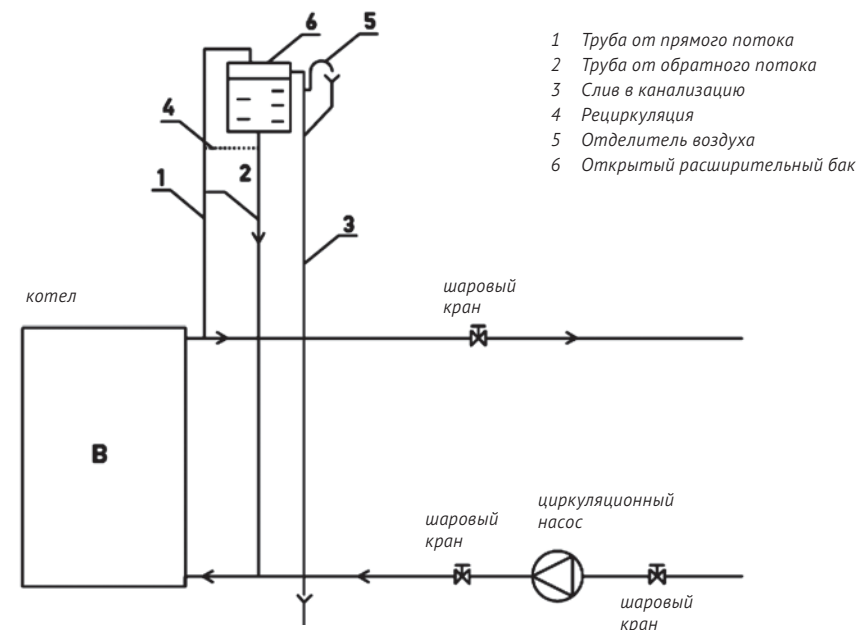 6
5
1 Труба от прямого потока
2 Труба от обратного потока
3 Слив в канализацию
4 Рециркуляция
5 Отделитель воздуха
6 Открытый расширительный бак
4
2
1
3
котел
шаровый
кран
B
циркуляционный
насос
шаровый
кран
шаровый
кран